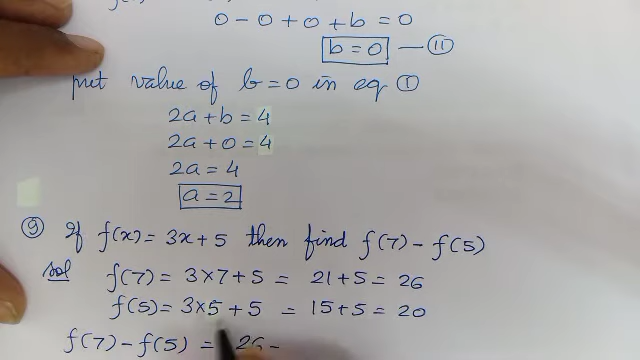 0 - 0 + 0 + b = 0
b = 0 — (II)
put value of b = 0 in eq (I)
2a + b = 4
2a + 0 = 4
2a = 4
a = 2
(9) If f(x) = 3x + 5 then find f(7) - f(5)
Sol f(7) = 3 × 7 + 5 = 21 + 5 = 26
f(5) = 3 × 5 + 5 = 15 + 5 = 20
f(7) - f(5) = 26 -